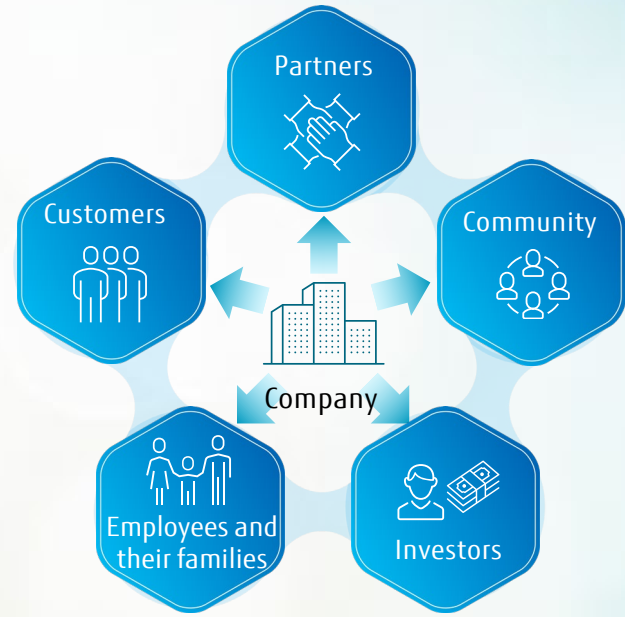 Partners
Customers
Community
Company
Employees and
their families
Investors